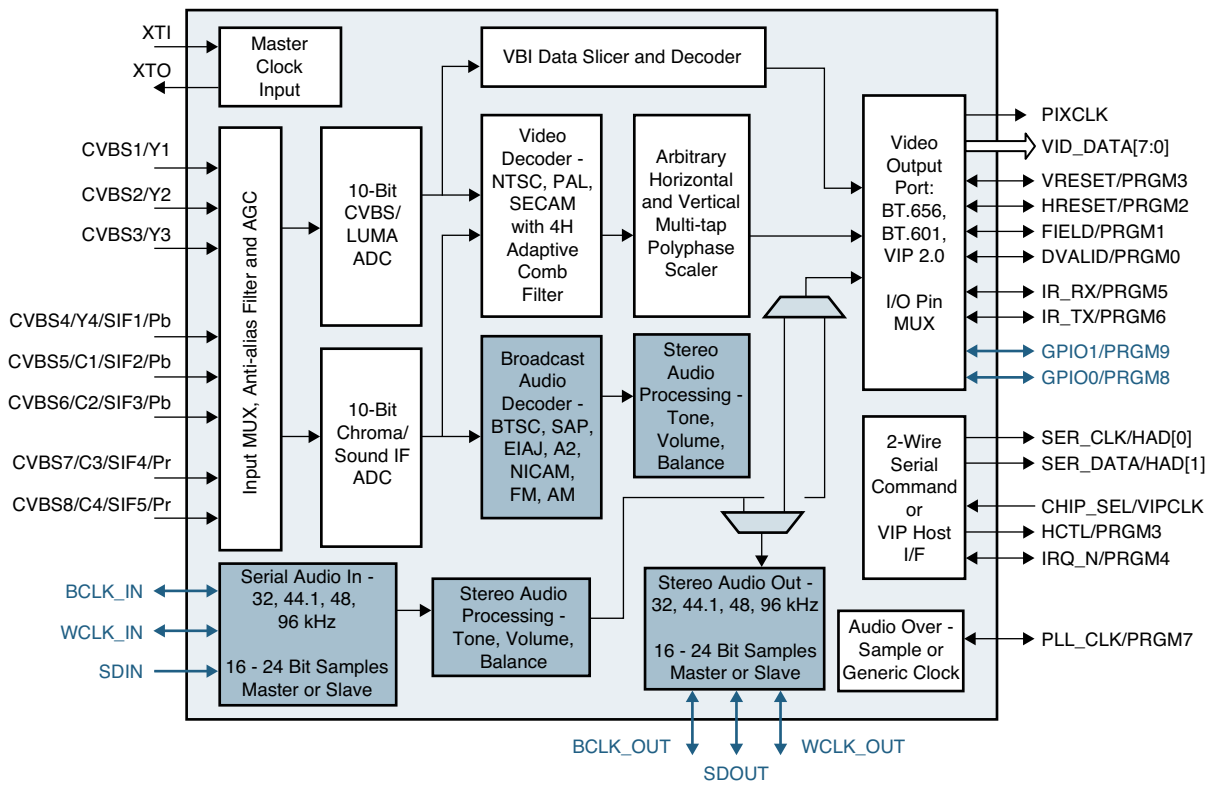 XTI
XTO
Master
Clock
Input
VBI Data Slicer and Decoder
CVBS1/Y1
CVBS2/Y2
CVBS3/Y3
CVBS4/Y4/SIF1/Pb
CVBS5/C1/SIF2/Pb
CVBS6/C2/SIF3/Pb
CVBS7/C3/SIF4/Pr
CVBS8/C4/SIF5/Pr
Input MUX, Anti-alias Filter and AGC
10-Bit
CVBS/
LUMA
ADC
10-Bit
Chroma/
Sound IF
ADC
Video
Decoder -
NTSC, PAL,
SECAM
with 4H
Adaptive
Comb
Filter
Arbitrary
Horizontal
and Vertical
Multi-tap
Polyphase
Scaler
Broadcast
Audio
Decoder -
BTSC, SAP,
EIAJ, A2,
NICAM,
FM, AM
Stereo
Audio
Processing -
Tone,
Volume,
Balance
Video
Output
Port:
BT.656,
BT.601,
VIP 2.0
I/O Pin
MUX
PIXCLK
VID_DATA[7:0]
VRESET/PRGM3
HRESET/PRGM2
FIELD/PRGM1
DVALID/PRGM0
IR_RX/PRGM5
IR_TX/PRGM6
GPIO1/PRGM9
GPIO0/PRGM8
2-Wire
Serial
Command
or
VIP Host
I/F
SER_CLK/HAD[0]
SER_DATA/HAD[1]
CHIP_SEL/VIPCLK
HCTL/PRGM3
IRQ_N/PRGM4
BCLK_IN
WCLK_IN
SDIN
Serial Audio In -
32, 44.1, 48,
96 kHz
16 - 24 Bit Samples
Master or Slave
Stereo Audio
Processing -
Tone, Volume,
Balance
Stereo Audio Out -
32, 44.1, 48, 96 kHz
16 - 24 Bit Samples
Master or Slave
Audio Over -
Sample or
Generic Clock
PLL_CLK/PRGM7
BCLK_OUT
SDOUT
WCLK_OUT